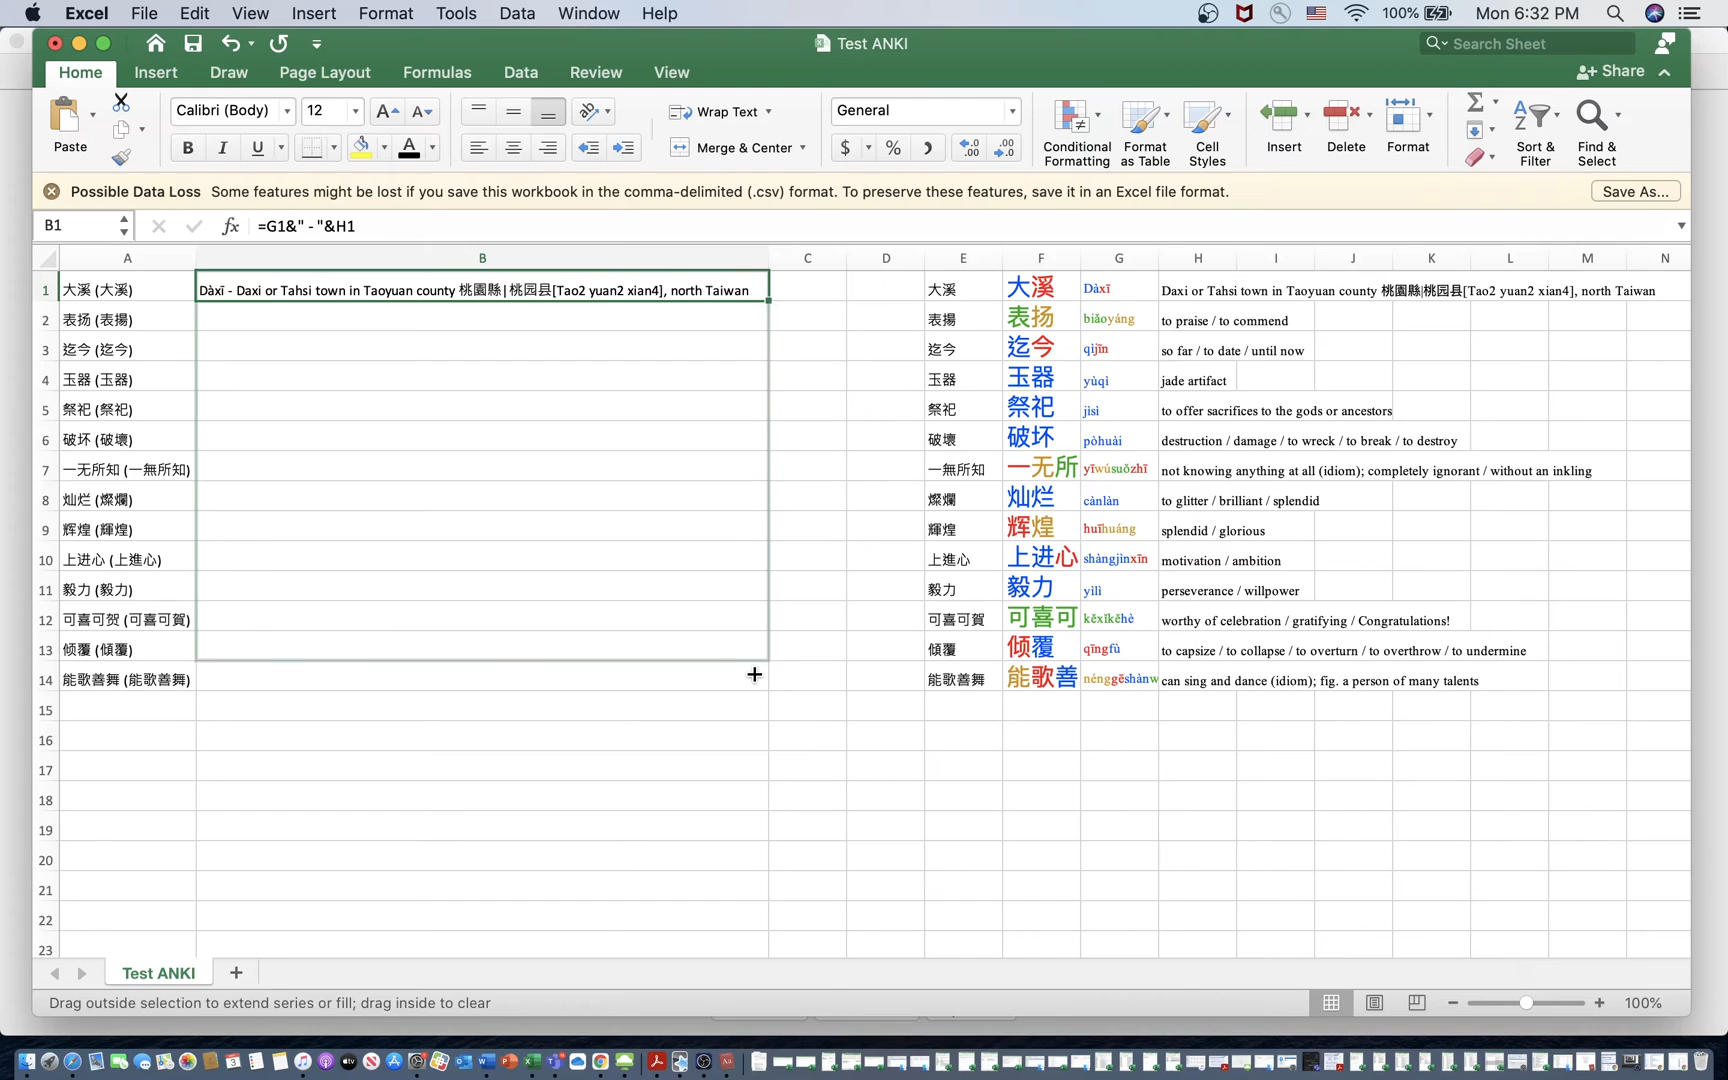 Excel File Edit View Insert Format Tools Data Window Help 100% Mon 6:32 PM
Test ANKI Search Sheet
Home Insert Draw Page Layout Formulas Data Review View Share
Paste Calibri (Body) 12 Wrap Text General
B I U Merge & Center $ % Conditional Formatting Format as Table Cell Styles Insert Delete Format Sort & Filter Find & Select
Possible Data Loss Some features might be lost if you save this workbook in the comma-delimited (.csv) format. To preserve these features, save it in an Excel file format. Save As...
B1 fx =G1&" - "&H1
A B C D E F G H I J K L M N
1 大溪 (大溪) Dàxī - Daxi or Tahsi town in Taoyuan county 桃園縣|桃园县[Tao2 yuan2 xian4], north Taiwan 大溪 大溪 Dàxī Daxi or Tahsi town in Taoyuan county 桃園縣|桃园县[Tao2 yuan2 xian4], north Taiwan
2 表扬 (表揚) 表揚 表扬 biǎoyáng to praise / to commend
3 迄今 (迄今) 迄今 迄今 qìjīn so far / to date / until now
4 玉器 (玉器) 玉器 玉器 yùqì jade artifact
5 祭祀 (祭祀) 祭祀 祭祀 jìsì to offer sacrifices to the gods or ancestors
6 破坏 (破壞) 破壞 破坏 pòhuài destruction / damage / to wreck / to break / to destroy
7 一无所知 (一無所知) 一無所知 一无所 yīwúsuǒzhī not knowing anything at all (idiom); completely ignorant / without an inkling
8 灿烂 (燦爛) 燦爛 灿烂 cànlàn to glitter / brilliant / splendid
9 辉煌 (輝煌) 輝煌 辉煌 huīhuáng splendid / glorious
10 上进心 (上進心) 上進心 上进心 shàngjìnxīn motivation / ambition
11 毅力 (毅力) 毅力 毅力 yìlì perseverance / willpower
12 可喜可贺 (可喜可賀) 可喜可賀 可喜可 kěxǐkěhè worthy of celebration / gratifying / Congratulations!
13 倾覆 (傾覆) 傾覆 倾覆 qīngfù to capsize / to collapse / to overturn / to overthrow / to undermine
14 能歌善舞 (能歌善舞) 能歌善舞 能歌善 nénggēshànw can sing and dance (idiom); fig. a person of many talents
15
16
17
18
19
20
21
22
23
Test ANKI
Drag outside selection to extend series or fill; drag inside to clear 100%